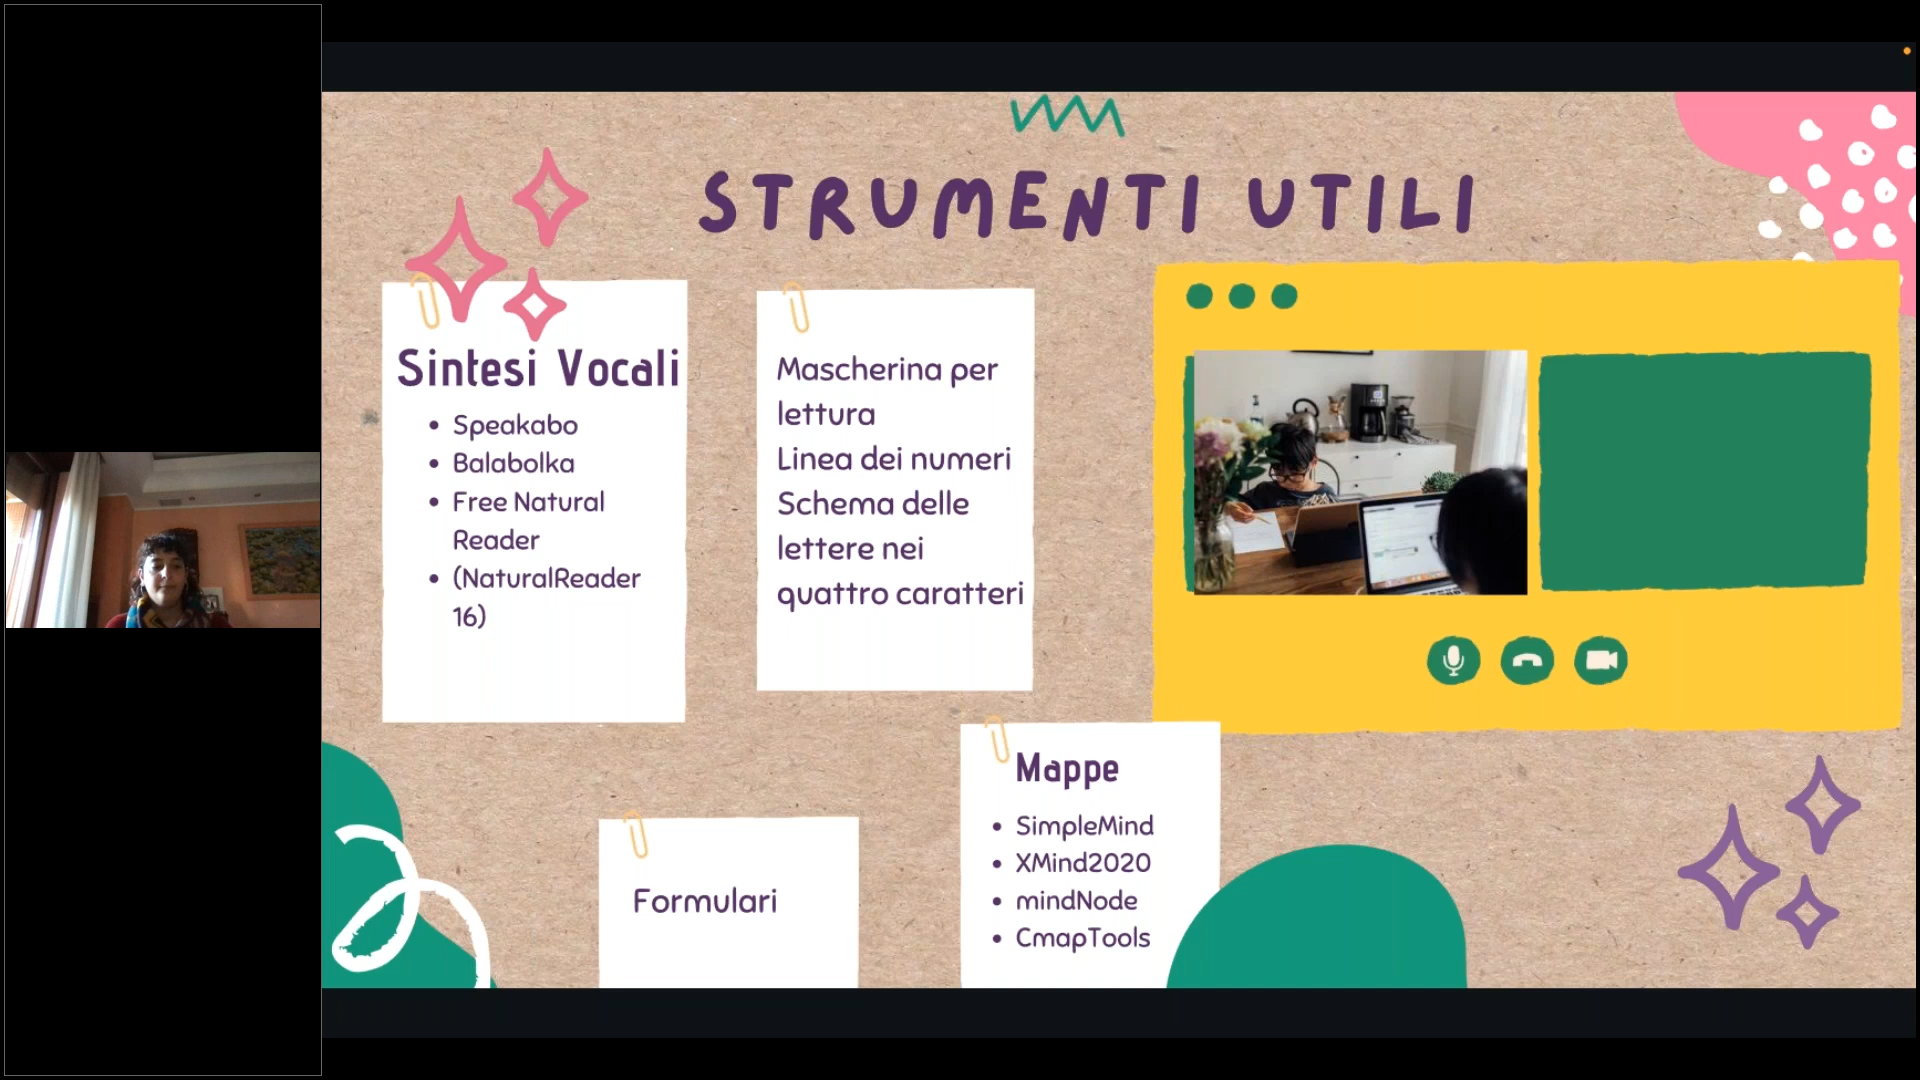 STRUMENTI UTILI
Sintesi Vocali
Speakabo
Balabolka
Free Natural
Reader
(NaturalReader
16)
Mascherina per
lettura
Linea dei numeri
Schema delle
lettere nei
quattro caratteri
Formulari
Mappe
SimpleMind
XMind2020
mindNode
CmapTools